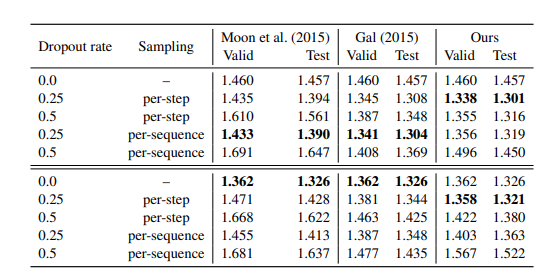 Dropout rate Sampling Moon et al. (2015) Gal (2015) Ours
Valid Test Valid Test Valid Test
0.0 – 1.460 1.457 1.460 1.457 1.460 1.457
0.25 per-step 1.435 1.394 1.345 1.308 1.338 1.301
0.5 per-step 1.610 1.561 1.387 1.348 1.355 1.316
0.25 per-sequence 1.433 1.390 1.341 1.304 1.356 1.319
0.5 per-sequence 1.691 1.647 1.408 1.369 1.496 1.450
0.0 – 1.362 1.326 1.362 1.326 1.362 1.326
0.25 per-step 1.471 1.428 1.381 1.344 1.358 1.321
0.5 per-step 1.668 1.622 1.463 1.425 1.422 1.380
0.25 per-sequence 1.455 1.413 1.387 1.348 1.403 1.363
0.5 per-sequence 1.681 1.637 1.477 1.435 1.567 1.522